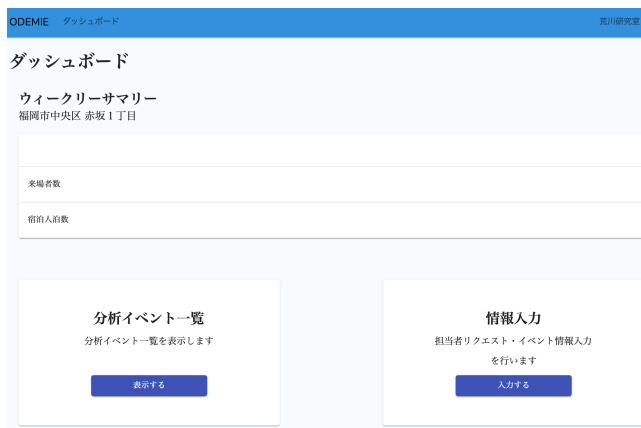 ODEMIE ダッシュボード 荒川研究室
ダッシュボード
ウィークリーサマリー
福岡市中央区 赤坂１丁目
来場者数
宿泊人泊数
分析イベント一覧
分析イベント一覧を表示します
表示する
情報入力
担当者リクエスト・イベント情報入力
を行います
入力する